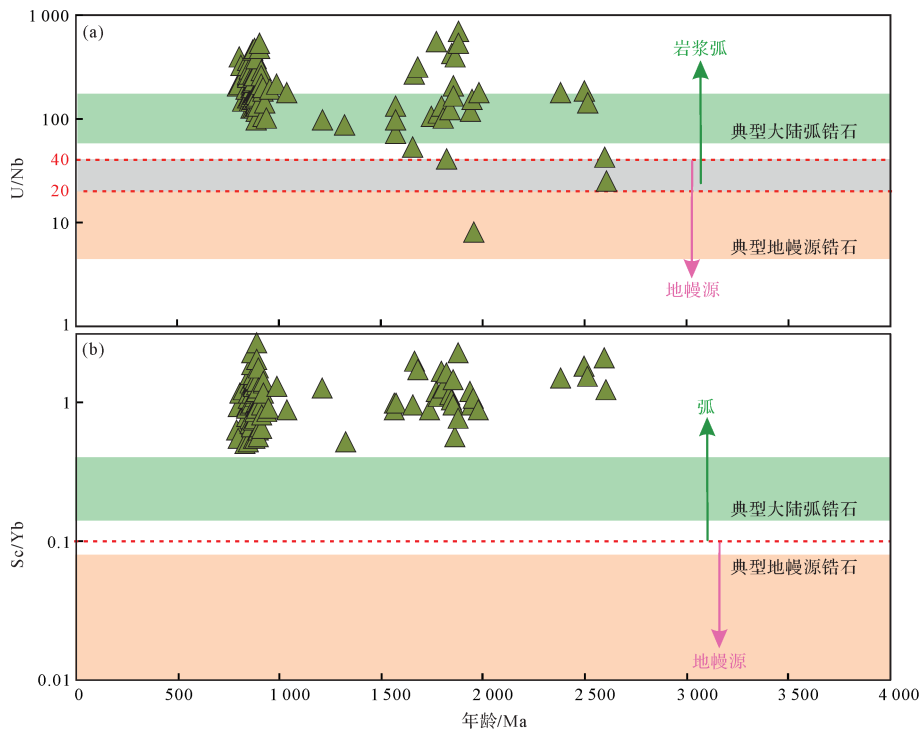 (a)
1 000
100
40
20
10
1
U/Nb
岩浆弧
典型大陆弧锆石
典型地幔源锆石
地幔源
(b)
1
0.1
0.01
Sc/Yb
弧
典型大陆弧锆石
典型地幔源锆石
地幔源
0
500
1 000
1 500
2 000
2 500
3 000
3 500
4 000
年龄/Ma